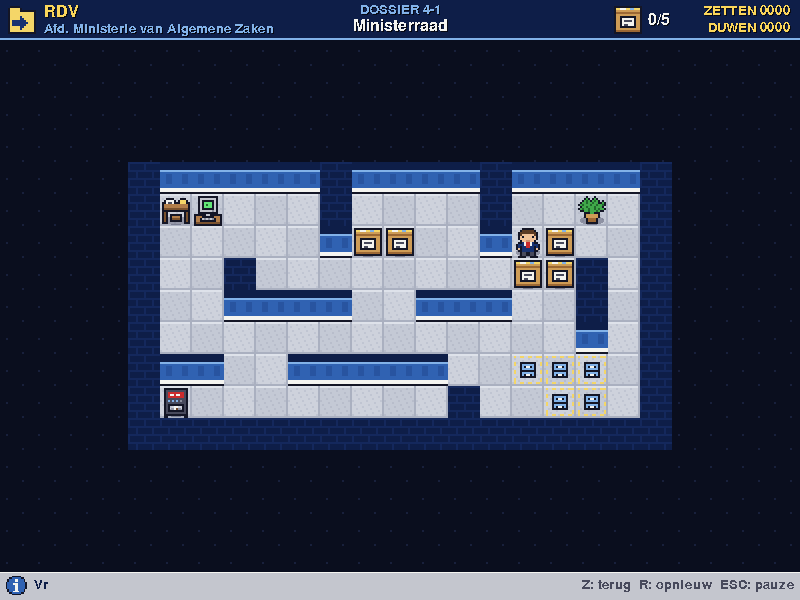 RDV
Afd. Ministerie van Algemene Zaken
DOSSIER 4-1
Ministerraad
0/5
ZETTEN 0000
DUWEN 0000
Vr
Z: terug R: opnieuw ESC: pauze